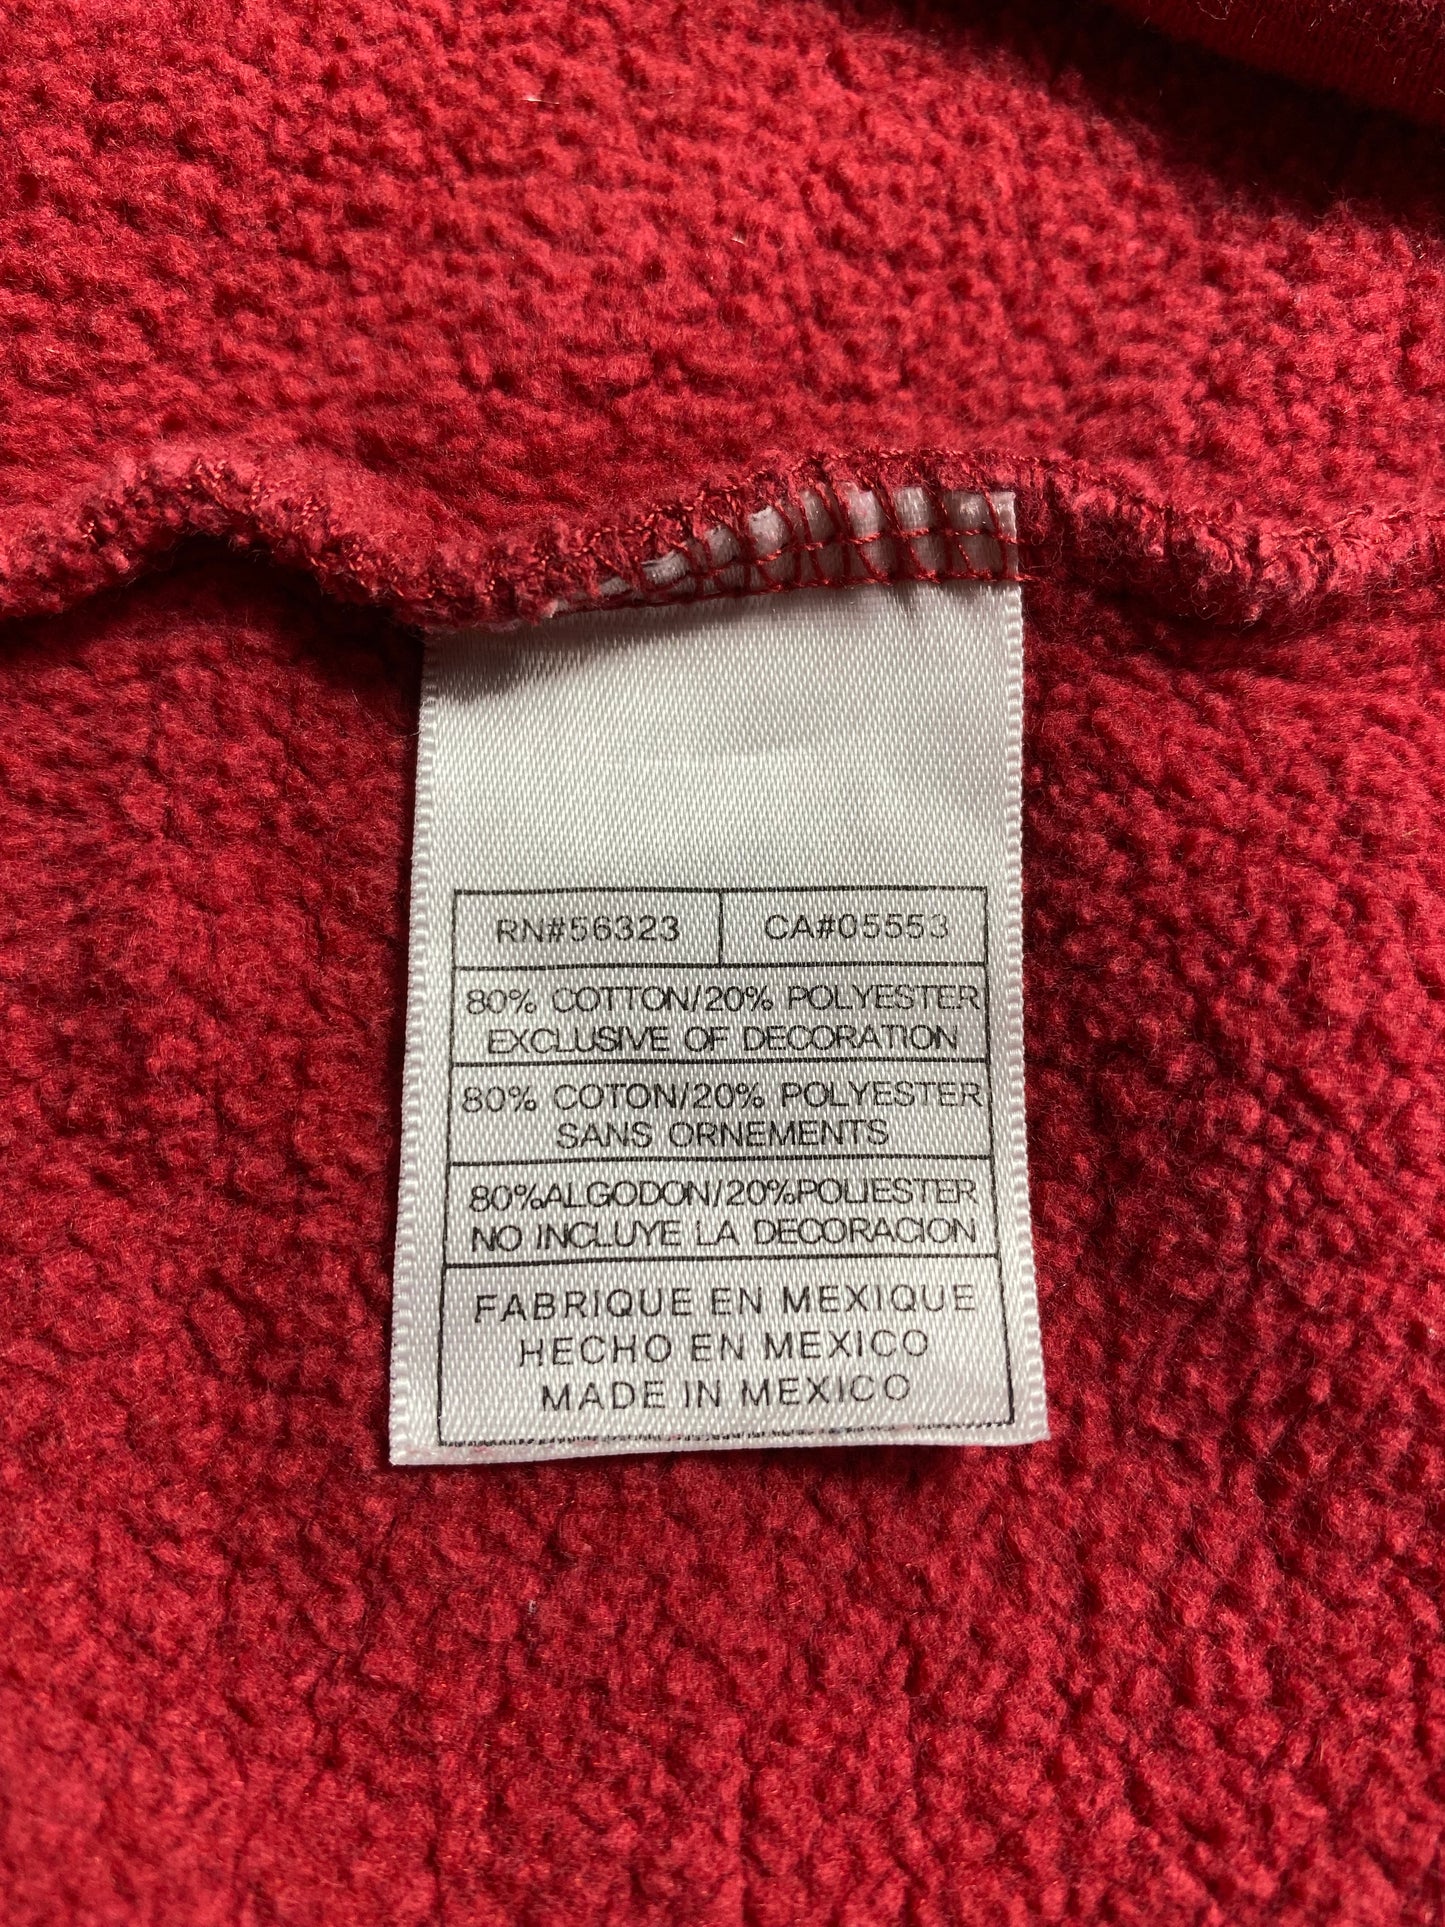 RN#56323 CA#05553
80% COTTON/20% POLYESTER
EXCLUSIVE OF DECORATION
80% COTON/20% POLYESTER
SANS ORNEMENTS
80%ALGODON/20%POLIESTER
NO INCLUYE LA DECORACION
FABRIQUE EN MEXIQUE
HECHO EN MEXICO
MADE IN MEXICO